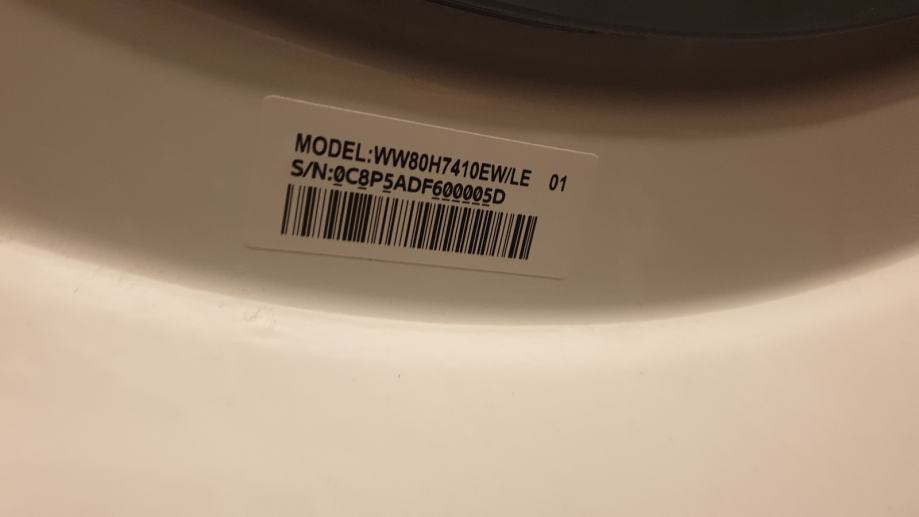 MODEL:WW80H7410EW/LE 01
S/N:0C8P5ADF600005D